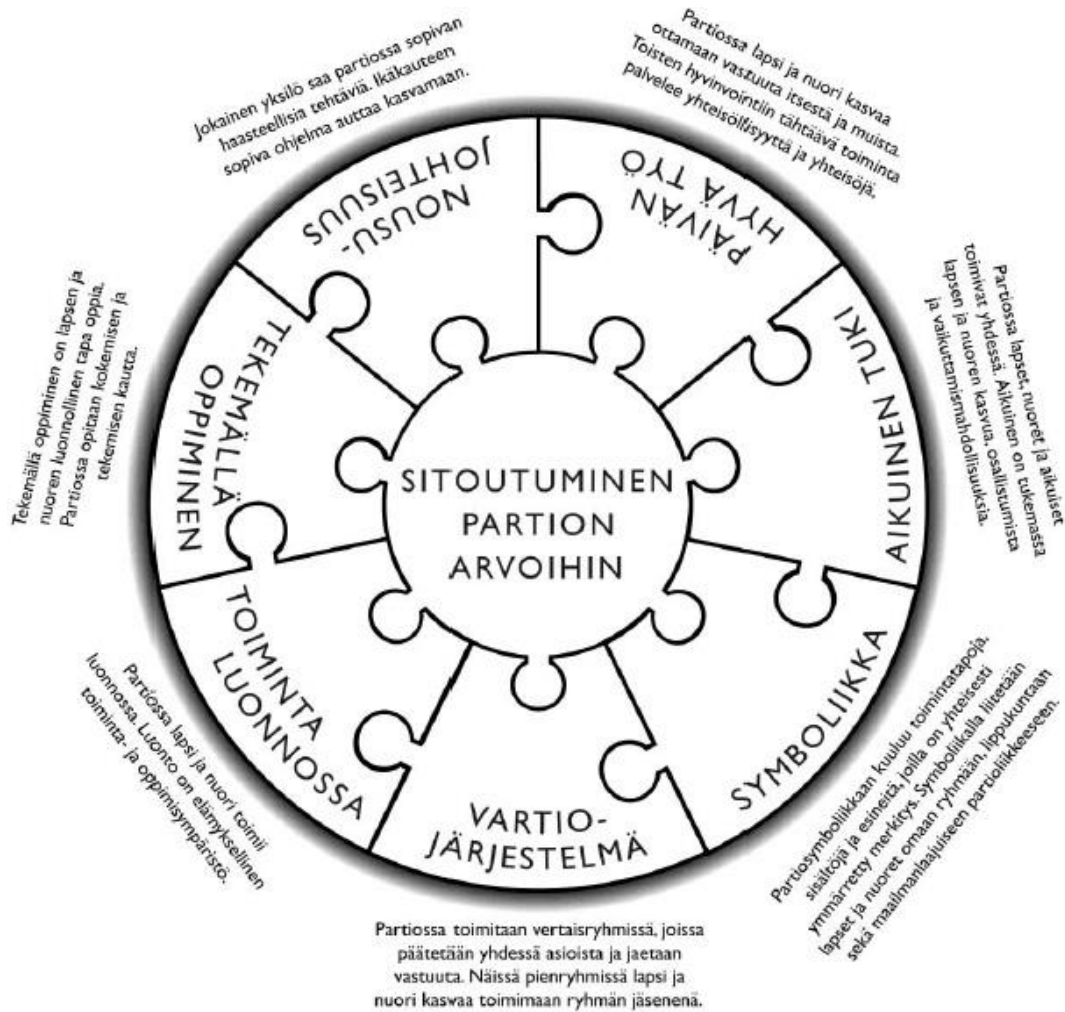 Jokainen yksilö saa partiossa sopivan
haasteellisia tehtäviä. Ikäkauteen
sopiva ohjelma auttaa kasvamaan.
NOUSU-
JOHTEISUUS
Partiossa lapsi ja nuori kasvaa
ottamaan vastuuta itsestä ja muista.
Toisten hyvinvointiin tähtäävä toiminta
palvelee yhteisöllisyyttä ja yhteisöjä.
PÄIVÄN
HYVÄ TYÖ
Partiossa lapset, nuoret ja aikuiset
toimivat yhdessä. Aikuinen on tukemassa
lapsen ja nuoren kasvua, osallistumista
ja vaikuttamismahdollisuuksia.
AIKUINEN TUKI
Partiosymboliikkaan kuuluu toimintatapoja,
sisältöjä ja esineitä, joilla on yhteisesti
ymmärretty merkitys. Symboliikalla liitetään
lapset ja nuoret omaan ryhmään, lippukuntaan
sekä maailmanlaajuiseen partioliikkeeseen.
SYMBOLIIKKA
VARTIO-
JÄRJESTELMÄ
Partiossa toimitaan vertaisryhmissä, joissa
päätetään yhdessä asioista ja jaetaan
vastuuta. Näissä pienryhmissä lapsi ja
nuori kasvaa toimimaan ryhmän jäsenenä.
TOIMINTA
LUONNOSSA
Partiossa lapsi ja nuori toimii
luonnossa. Luonto on elämyksellinen
toiminta- ja oppimisympäristö.
TEKEMÄLLÄ
OPPIMINEN
Tekemällä oppiminen on lapsen ja
nuoren luonnollinen tapa oppia.
Partiossa opitaan kokemisen ja
tekemisen kautta.
SITOUTUMINEN
PARTION
ARVOIHIN